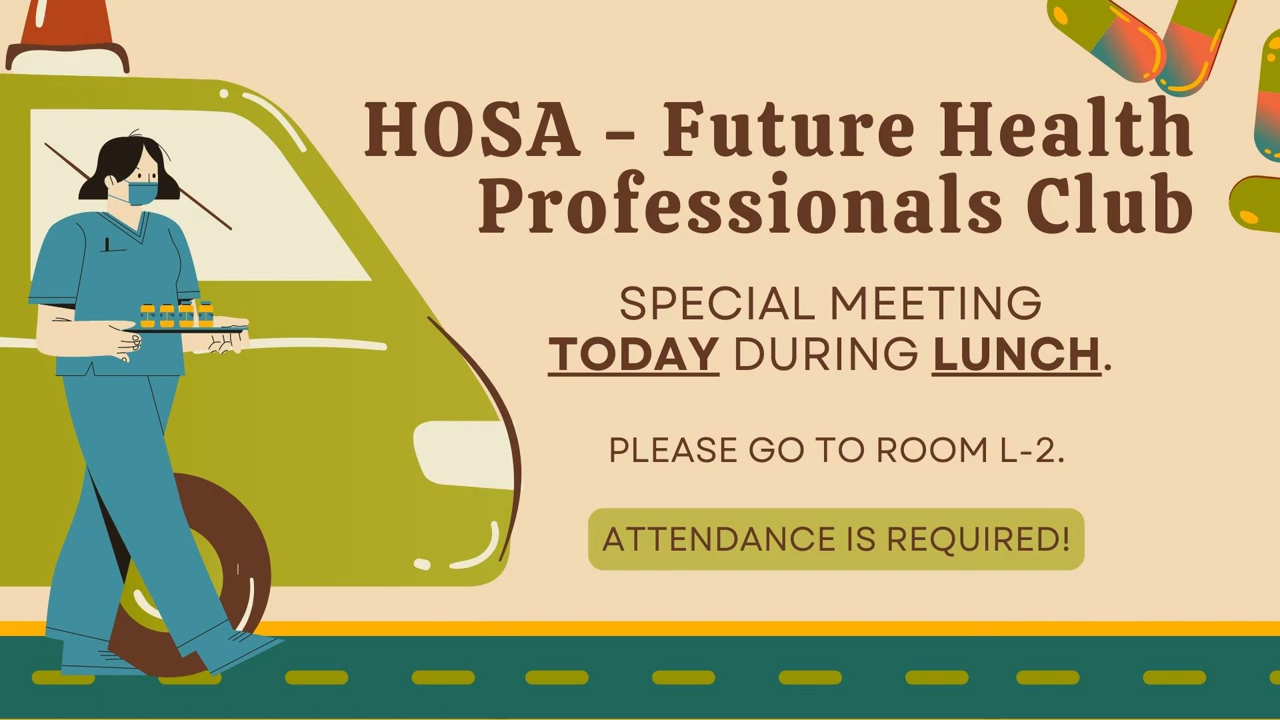 HOSA – Future Health
Professionals Club
SPECIAL MEETING
TODAY DURING LUNCH.
PLEASE GO TO ROOM L-2.
ATTENDANCE IS REQUIRED!